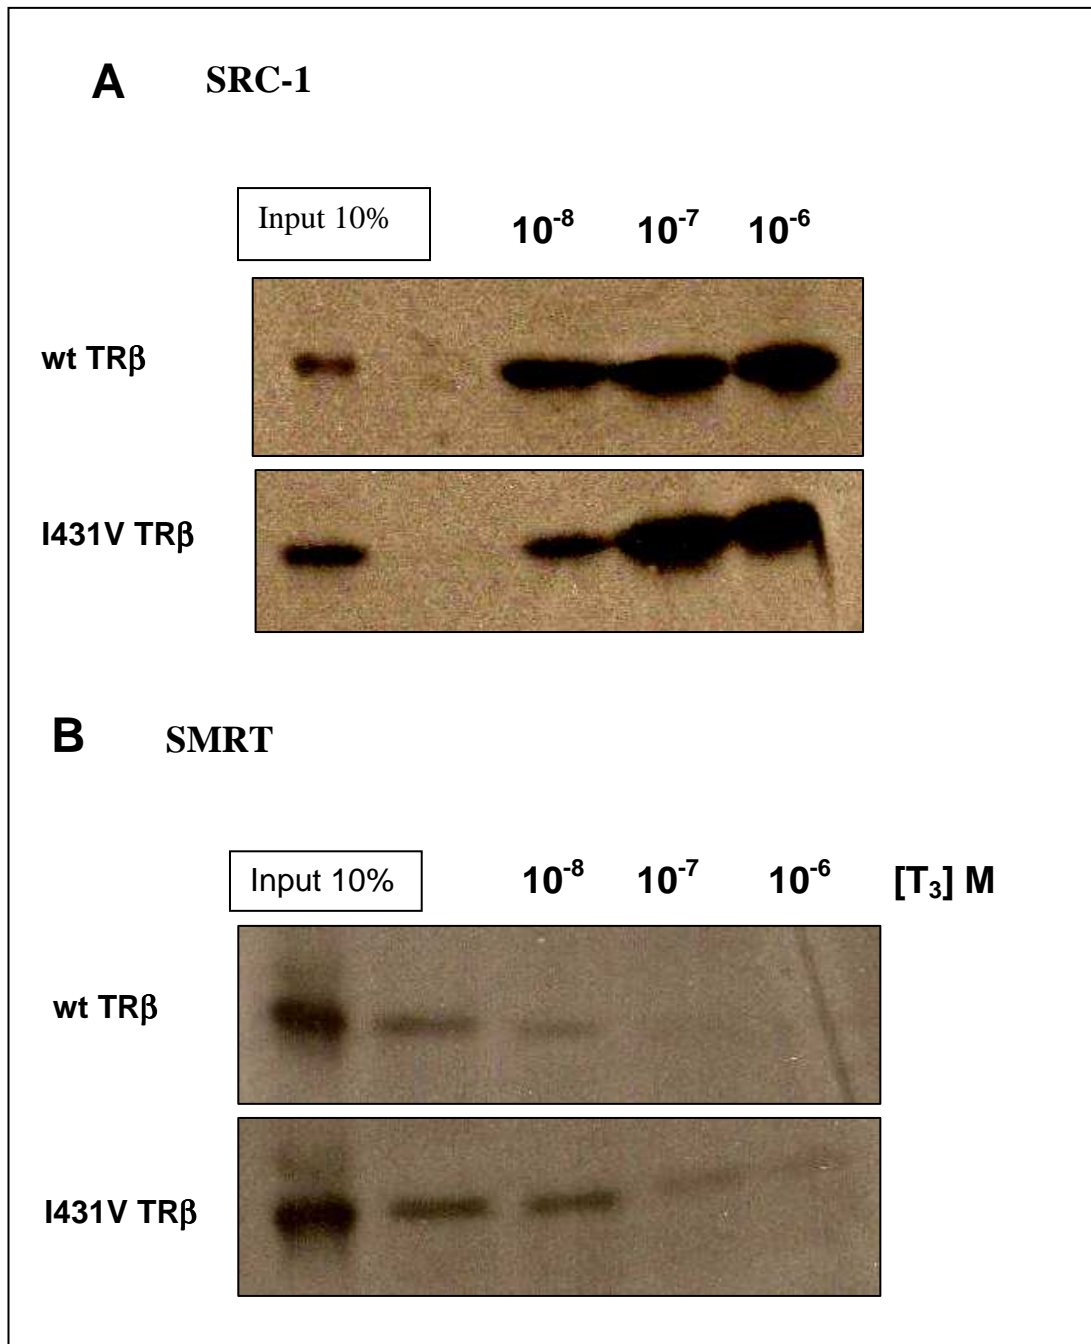 A SRC-1
Input 10% 10⁻⁸ 10⁻⁷ 10⁻⁶
wt TRβ
I431V TRβ
B SMRT
Input 10% 10⁻⁸ 10⁻⁷ 10⁻⁶ [T₃] M
wt TRβ
I431V TRβ